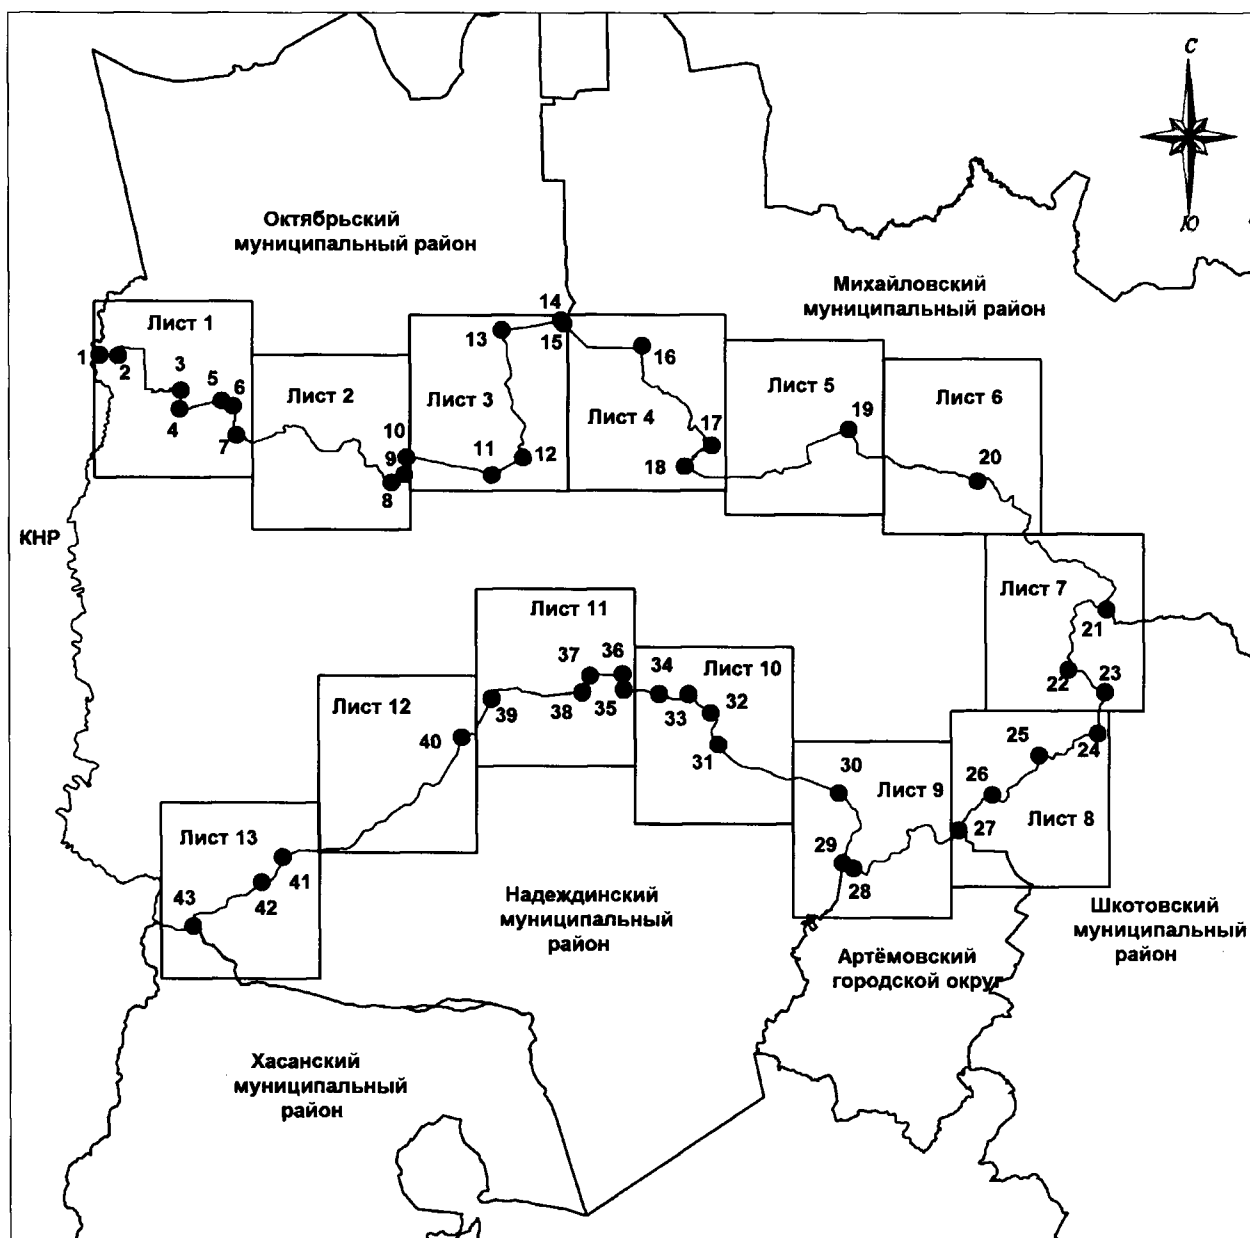 С
Ю
Октябрьский
муниципальный район
Михайловский
муниципальный район
Лист 1
1
2
3
4
5
6
7
Лист 2
8
9
10
Лист 3
11
12
13
14
15
Лист 4
16
17
18
Лист 5
19
Лист 6
20
КНР
Лист 7
21
22
23
Лист 11
37
36
39
38
35
34
Лист 10
33
32
31
Лист 12
40
24
25
26
27
Лист 8
30
Лист 9
29
28
Лист 13
43
42
41
Надеждинский
муниципальный
район
Шкотовский
муниципальный
район
Артёмовский
городской округ
Хасанский
муниципальный
район